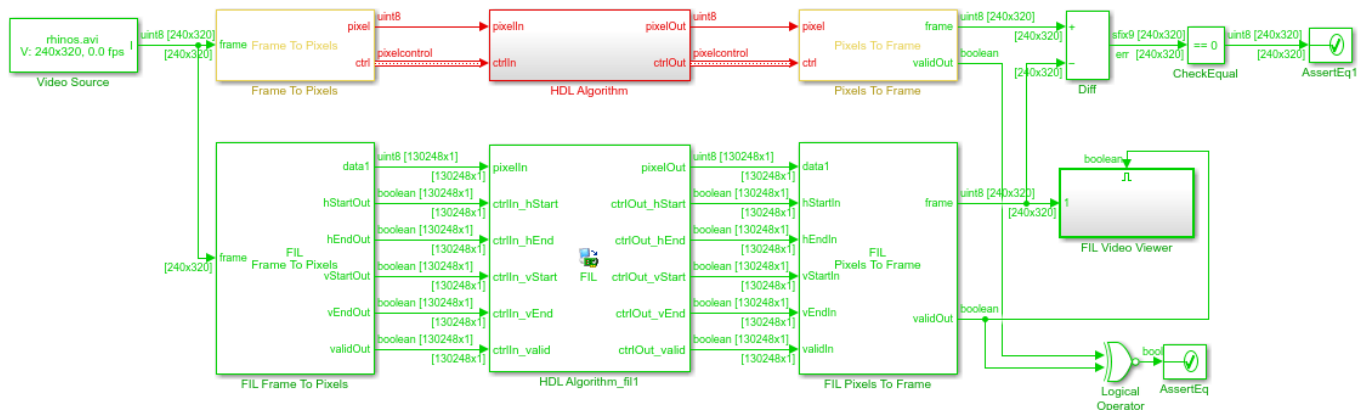 rhinos.avi
V: 240x320, 0.0 fps
I
Video Source
uint8 [240x320]
[240x320]
frame
Frame To Pixels
pixel
ctrl
Frame To Pixels
uint8
pixelcontrol
pixelIn
ctrlIn
pixelOut
ctrlOut
HDL Algorithm
uint8
pixelcontrol
pixel
ctrl
Pixels To Frame
frame
validOut
Pixels To Frame
uint8 [240x320]
[240x320]
boolean
+
−
Diff
sfix9 [240x320]
err
[240x320]
== 0
CheckEqual
uint8 [240x320]
[240x320]
AssertEq1
[240x320]
[240x320]
frame
FIL
Frame To Pixels
data1
hStartOut
hEndOut
vStartOut
vEndOut
validOut
FIL Frame To Pixels
uint8 [130248x1]
[130248x1]
boolean [130248x1]
[130248x1]
boolean [130248x1]
[130248x1]
boolean [130248x1]
[130248x1]
boolean [130248x1]
[130248x1]
boolean [130248x1]
[130248x1]
pixelIn
ctrlIn_hStart
ctrlIn_hEnd
ctrlIn_vStart
ctrlIn_vEnd
ctrlIn_valid
FIL
pixelOut
ctrlOut_hStart
ctrlOut_hEnd
ctrlOut_vStart
ctrlOut_vEnd
ctrlOut_valid
HDL Algorithm_fil1
uint8 [130248x1]
[130248x1]
boolean [130248x1]
[130248x1]
boolean [130248x1]
[130248x1]
boolean [130248x1]
[130248x1]
boolean [130248x1]
[130248x1]
boolean [130248x1]
[130248x1]
data1
hStartIn
hEndIn
vStartIn
vEndIn
validIn
FIL
Pixels To Frame
frame
validOut
FIL Pixels To Frame
uint8 [240x320]
[240x320]
boolean
boolean
1
FIL Video Viewer
Logical
Operator
bool
AssertEq